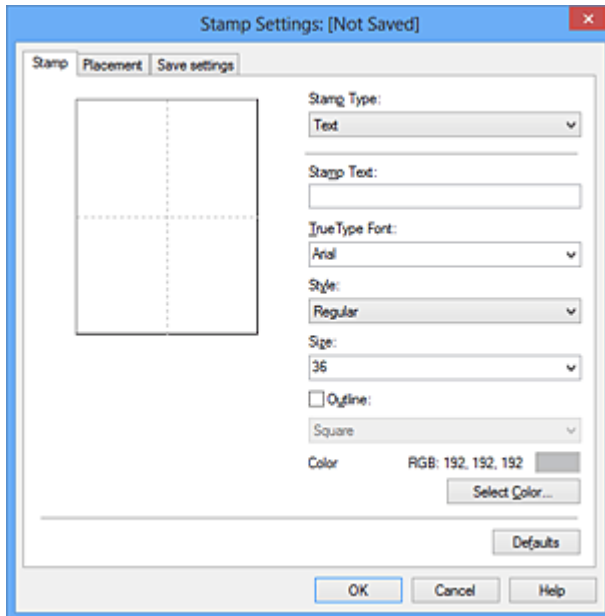 Stamp Settings: [Not Saved]
Stamp Placement Save settings
Stamp Type:
Text
Stamp Text:
TrueType Font:
Arial
Style:
Regular
Size:
36
Outline:
Square
Color RGB: 192, 192, 192
Select Color...
Defaults
OK Cancel Help